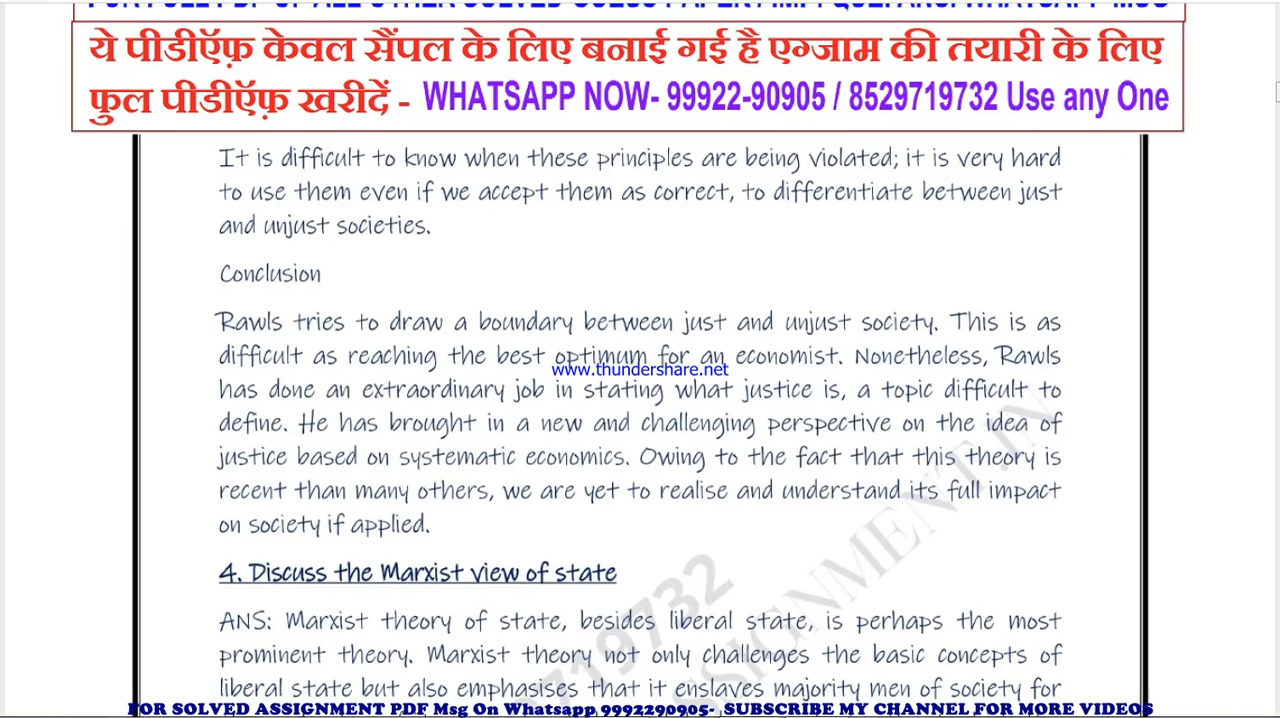 ये पीडीऍफ़ केवल सैंपल के लिए बनाई गई है एग्जाम की तयारी के लिए
फुल पीडीऍफ़ खरीदें - WHATSAPP NOW- 99922-90905 / 8529719732 Use any One
It is difficult to know when these principles are being violated; it is very hard
to use them even if we accept them as correct, to differentiate between just
and unjust societies.
Conclusion
Rawls tries to draw a boundary between just and unjust society. This is as
difficult as reaching the best optimum for an economist. Nonetheless, Rawls
www.thundershare.net
has done an extraordinary job in stating what justice is, a topic difficult to
define. He has brought in a new and challenging perspective on the idea of
justice based on systematic economics. Owing to the fact that this theory is
recent than many others, we are yet to realise and understand its full impact
on society if applied.
4. Discuss the Marxist view of state
ANS: Marxist theory of state, besides liberal state, is perhaps the most
prominent theory. Marxist theory not only challenges the basic concepts of
liberal state but also emphasises that it enslaves majority men of society for
FOR SOLVED ASSIGNMENT PDF Msg On Whatsapp 9992290905- SUBSCRIBE MY CHANNEL FOR MORE VIDEOS